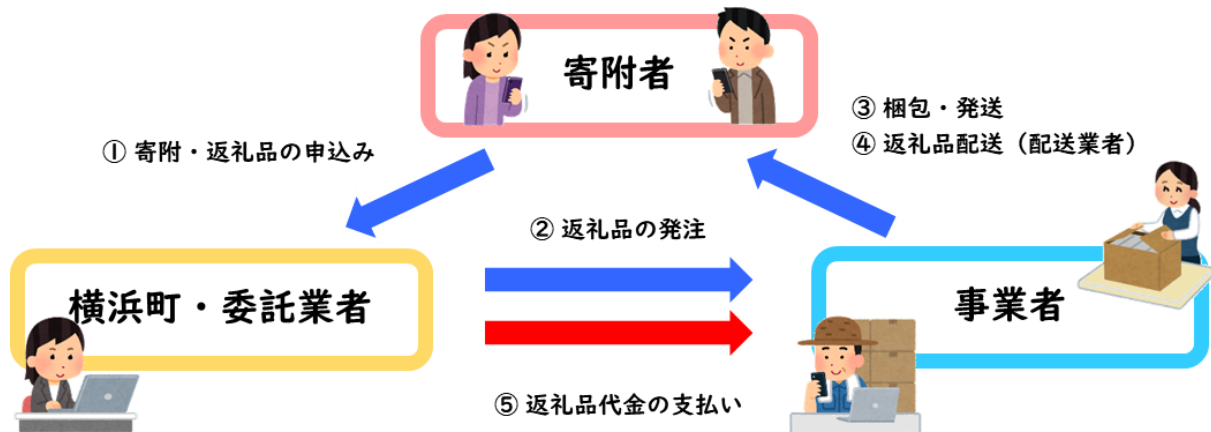 寄附者
① 寄附・返礼品の申込み
③ 梱包・発送
④ 返礼品配送（配送業者）
② 返礼品の発注
横浜町・委託業者
事業者
⑤ 返礼品代金の支払い